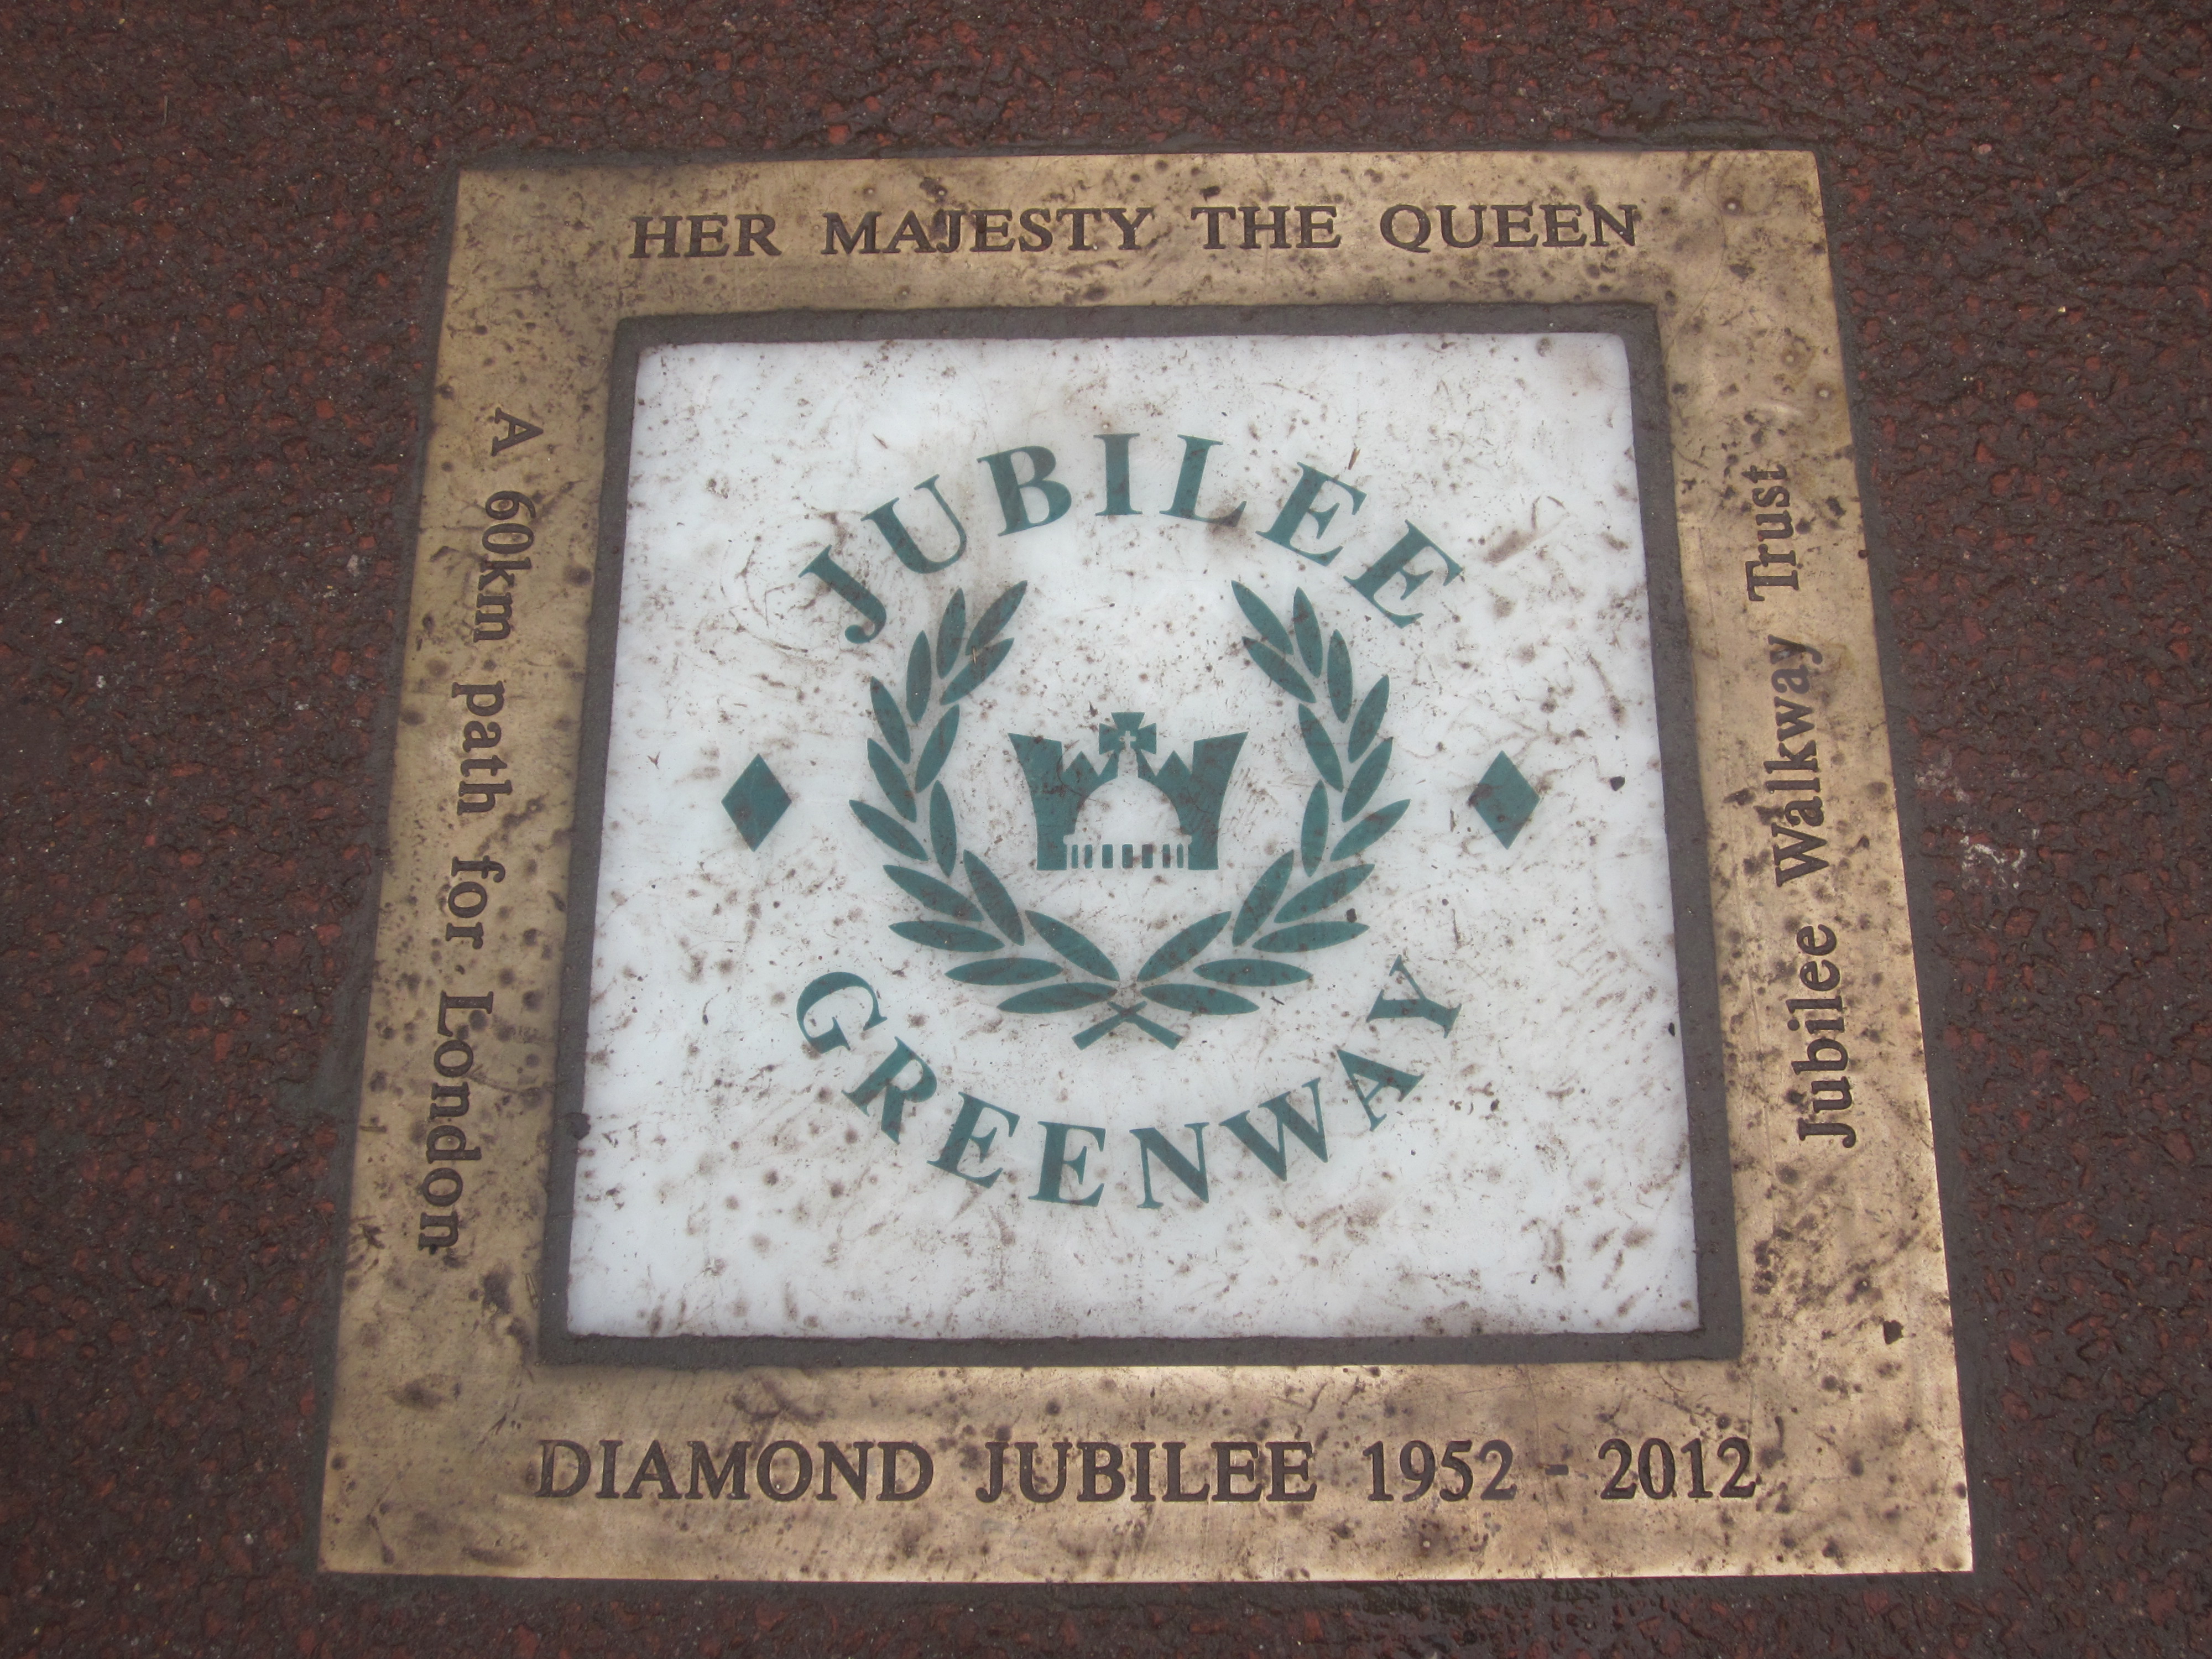 HER MAJESTY THE QUEEN
JUBILEE
GREENWAY
A 60km path for London
Jubilee Walkway Trust
DIAMOND JUBILEE 1952 - 2012